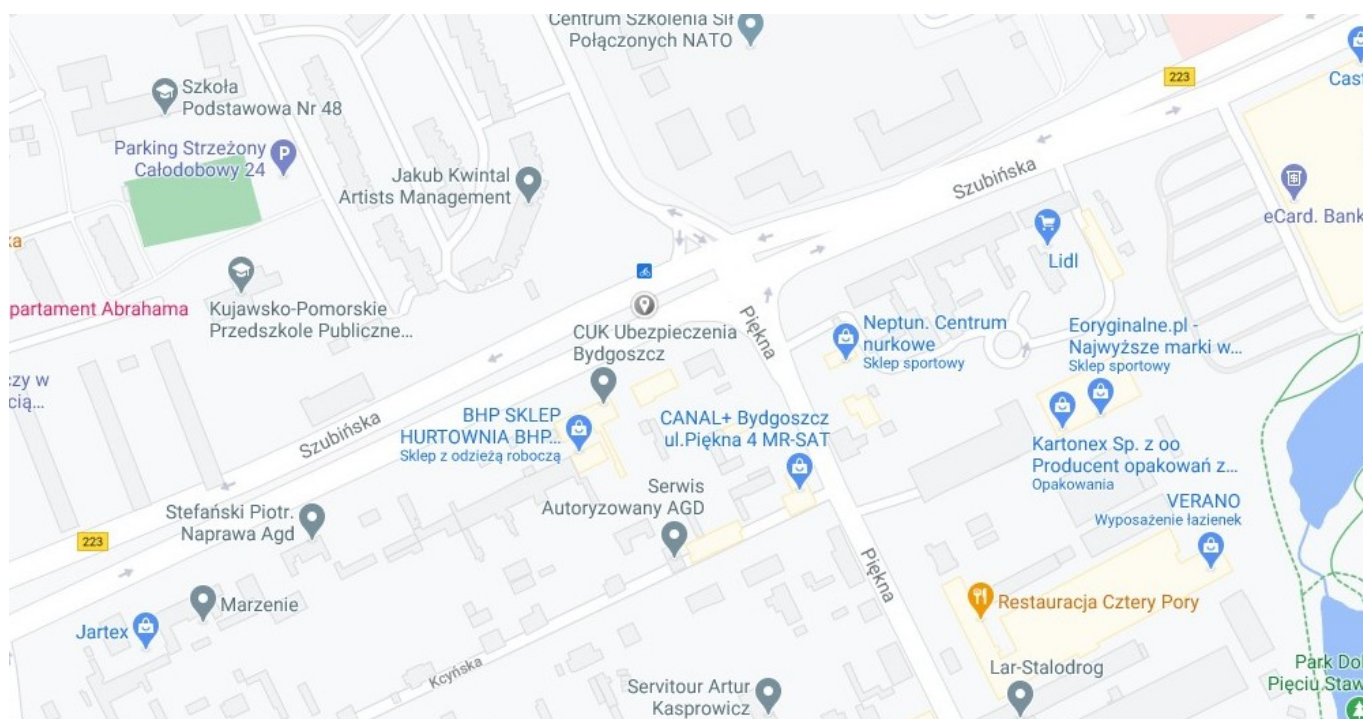 Centrum Szkolenia Sił
Połączonych NATO
223
Cast
Szkoła
Podstawowa Nr 48
Parking Strzeżony
Całodobowy 24
P
Jakub Kwintal
Artists Management
Szubińska
eCard. Bank
Lidl
ka
partament Abrahama
Kujawsko-Pomorskie
Przedszkole Publiczne...
CUK Ubezpieczenia
Bydgoszcz
Piękna
Neptun. Centrum
nurkowe
Sklep sportowy
Eoryginalne.pl -
Najwyższe marki w...
Sklep sportowy
czy w
cią...
Szubińska
BHP SKLEP
HURTOWNIA BHP...
Sklep z odzieżą roboczą
CANAL+ Bydgoszcz
ul.Piękna 4 MR-SAT
Kartonex Sp. z oo
Producent opakowań z...
Opakowania
Serwis
Autoryzowany AGD
VERANO
Wyposażenie łazienek
Stefański Piotr.
Naprawa Agd
223
Piękna
Marzenie
Restauracja Cztery Pory
Jartex
Kcyńska
Lar-Stalodrog
Servitour Artur
Kasprowicz
Park Dol
Pięciu Staw